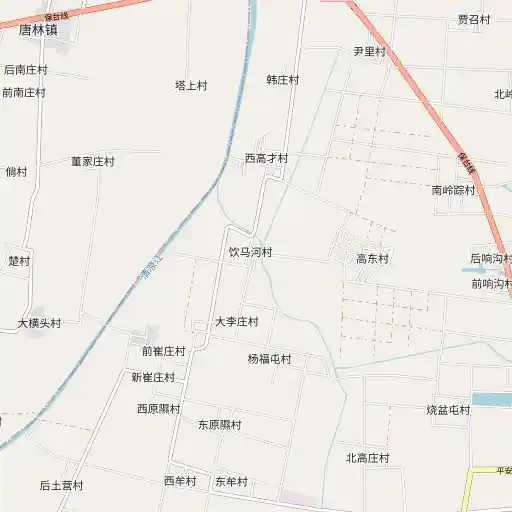 保台线
唐林镇
贾召村
尹里村
后南庄村
韩庄村
塔上村
前南庄村
北岭
西高才村
董家庄村
保台线
倘村
南岭踪村
饮马河村
高东村
后响沟村
楚村
清凉江
前响沟村
大横头村
大李庄村
前崔庄村
杨福屯村
新崔庄村
西原隰村
烧盆屯村
东原隰村
北高庄村
平安
西牟村
东牟村
后土营村
村